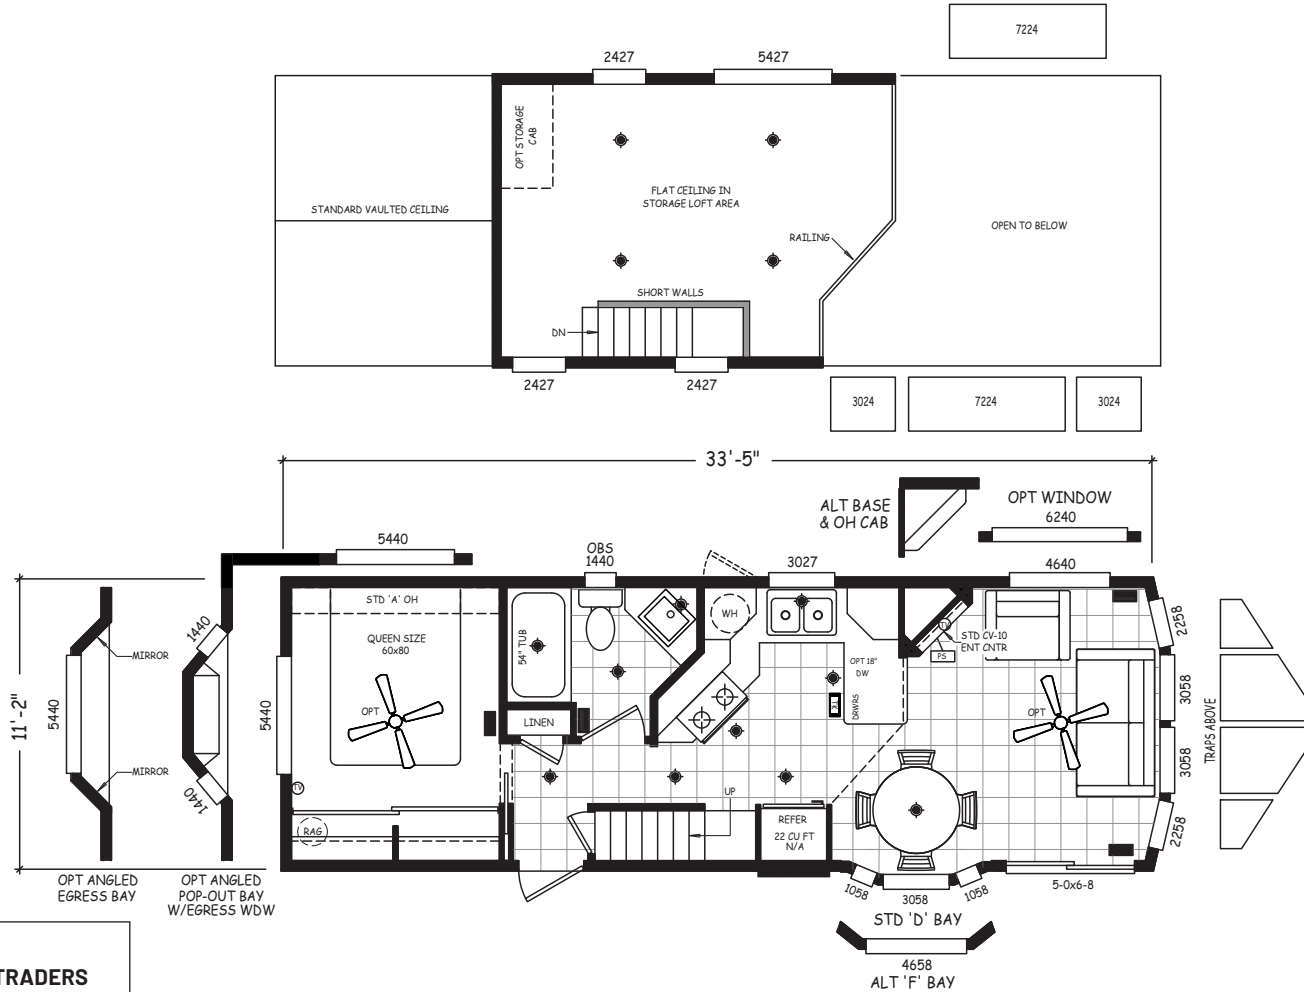 7224
2427
5427
OPT STORAGE
CAB
FLAT CEILING IN
STORAGE LOFT AREA
STANDARD VAULTED CEILING
RAILING
OPEN TO BELOW
SHORT WALLS
DN
2427
2427
3024
7224
3024
33'-5"
ALT BASE
& OH CAB
OPT WINDOW
6240
5440
OBS
1440
3027
4640
STD 'A' OH
QUEEN SIZE
60x80
OPT
54" TUB
LINEN
WH
OPT 18"
DW
DRWRS
TK
TV
STD CV-10
ENT CNTR
PS
OPT
2258
3058
3058
2258
TRAPS ABOVE
11'-2"
5440
MIRROR
MIRROR
1440
1440
5440
TV
RAG
UP
REFER
22 CU FT
N/A
1058
3058
1058
5-0x6-8
STD 'D' BAY
4658
ALT 'F' BAY
OPT ANGLED
EGRESS BAY
OPT ANGLED
POP-OUT BAY
W/EGRESS WDW
TRADERS